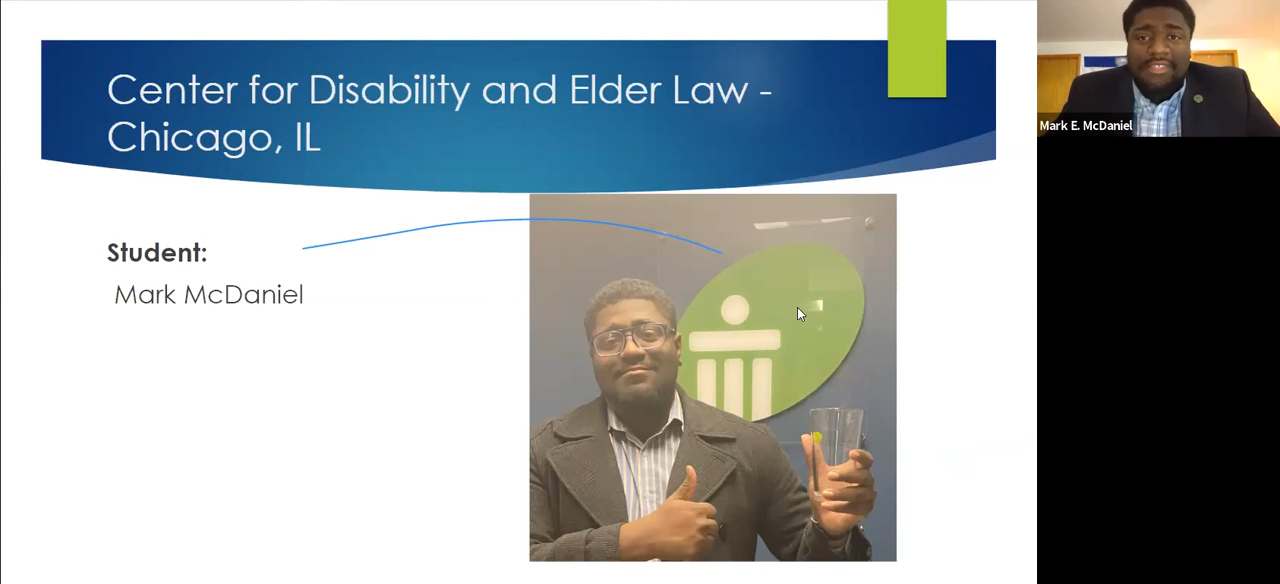 Center for Disability and Elder Law -
Chicago, IL
Mark E. McDaniel
Student:
Mark McDaniel